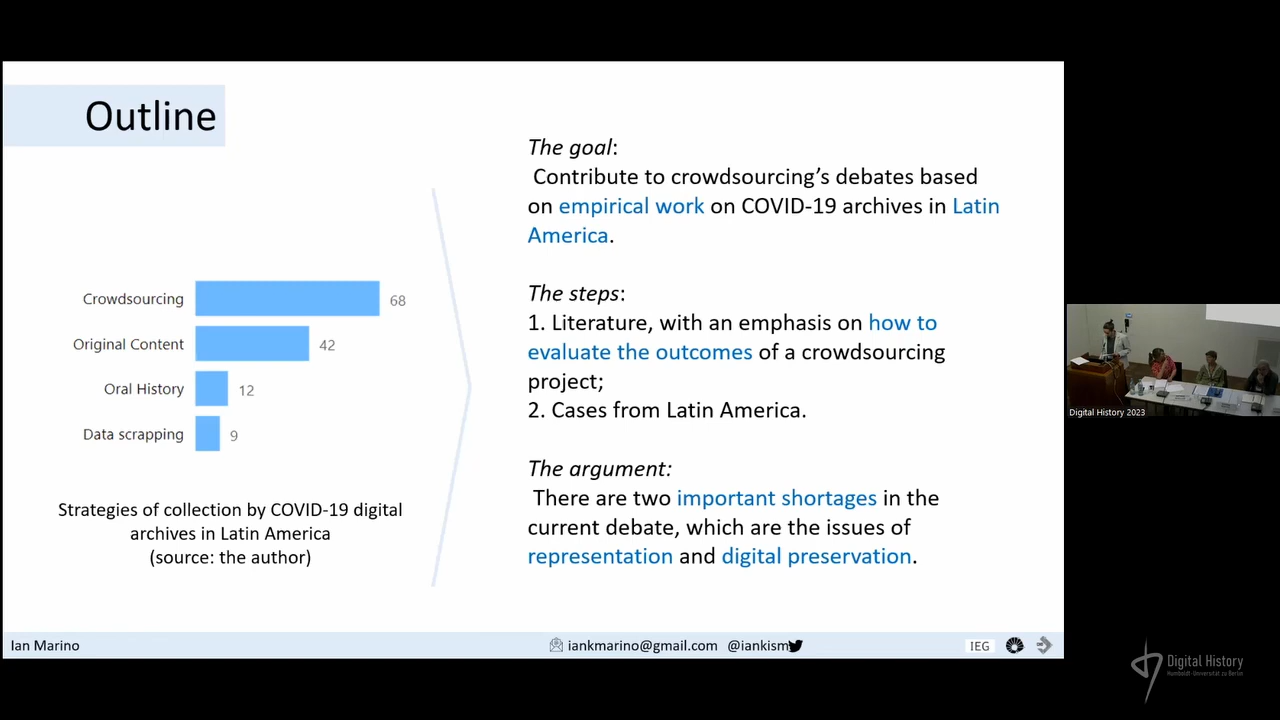 Outline
The goal:
Contribute to crowdsourcing’s debates based
on empirical work on COVID-19 archives in Latin
America.
The steps:
1. Literature, with an emphasis on how to
evaluate the outcomes of a crowdsourcing
project;
2. Cases from Latin America.
The argument:
There are two important shortages in the
current debate, which are the issues of
representation and digital preservation.
Crowdsourcing 68
Original Content 42
Oral History 12
Data scrapping 9
Strategies of collection by COVID-19 digital
archives in Latin America
(source: the author)
Ian Marino
iankmarino@gmail.com @iankism
IEG
Digital History 2023
Digital History
Humboldt-Universität zu Berlin